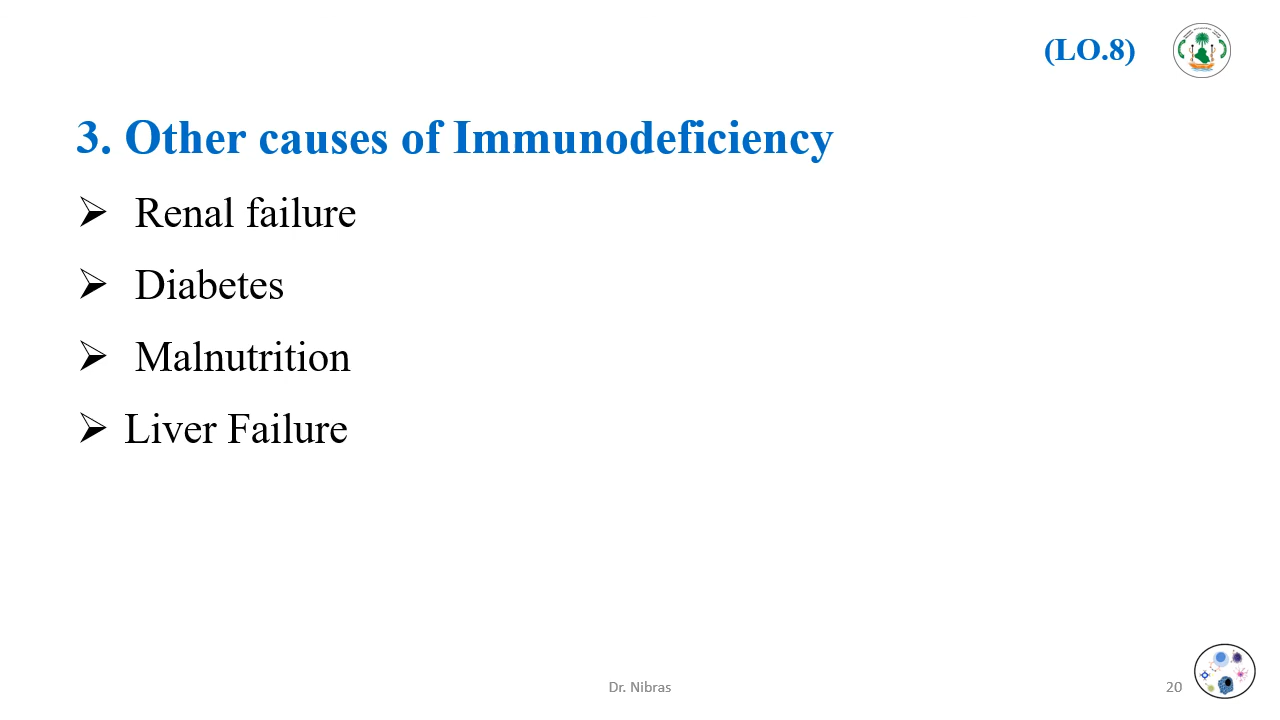 (LO.8)
3. Other causes of Immunodeficiency
➢ Renal failure
➢ Diabetes
➢ Malnutrition
➢ Liver Failure
Dr. Nibras
20